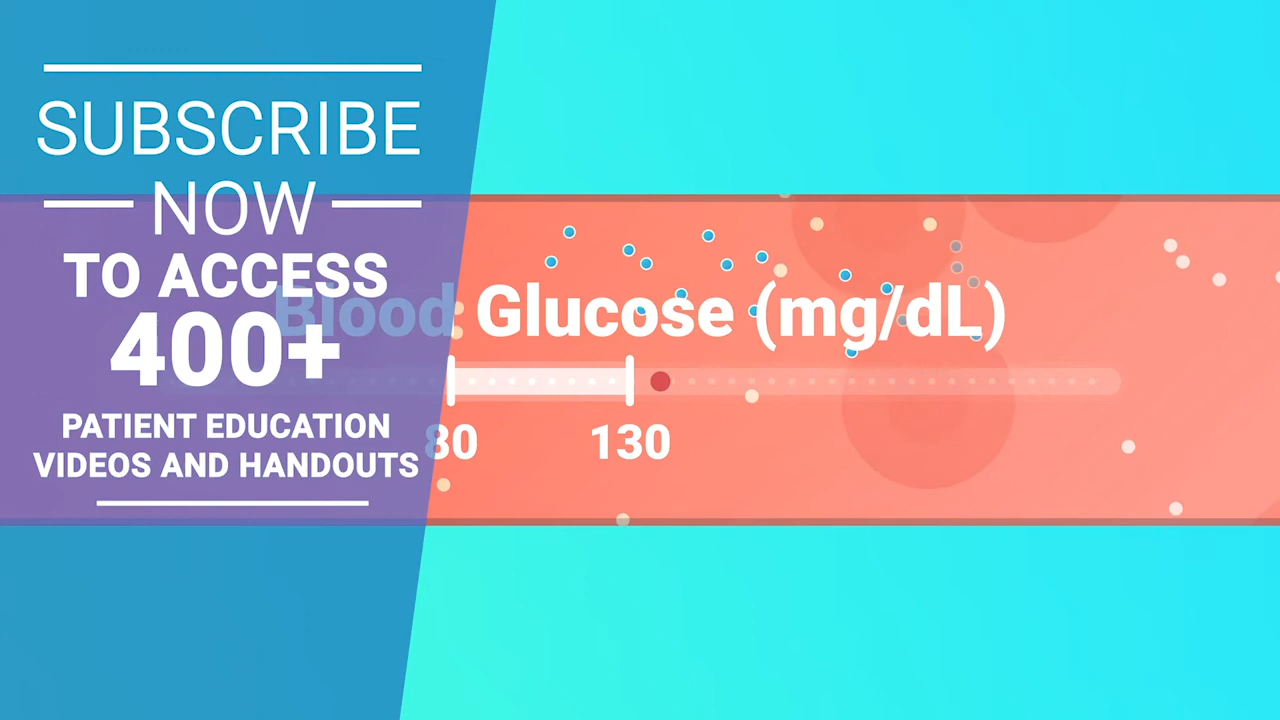 SUBSCRIBE
NOW
TO ACCESS
400+
PATIENT EDUCATION
VIDEOS AND HANDOUTS
Blood Glucose (mg/dL)
80
130